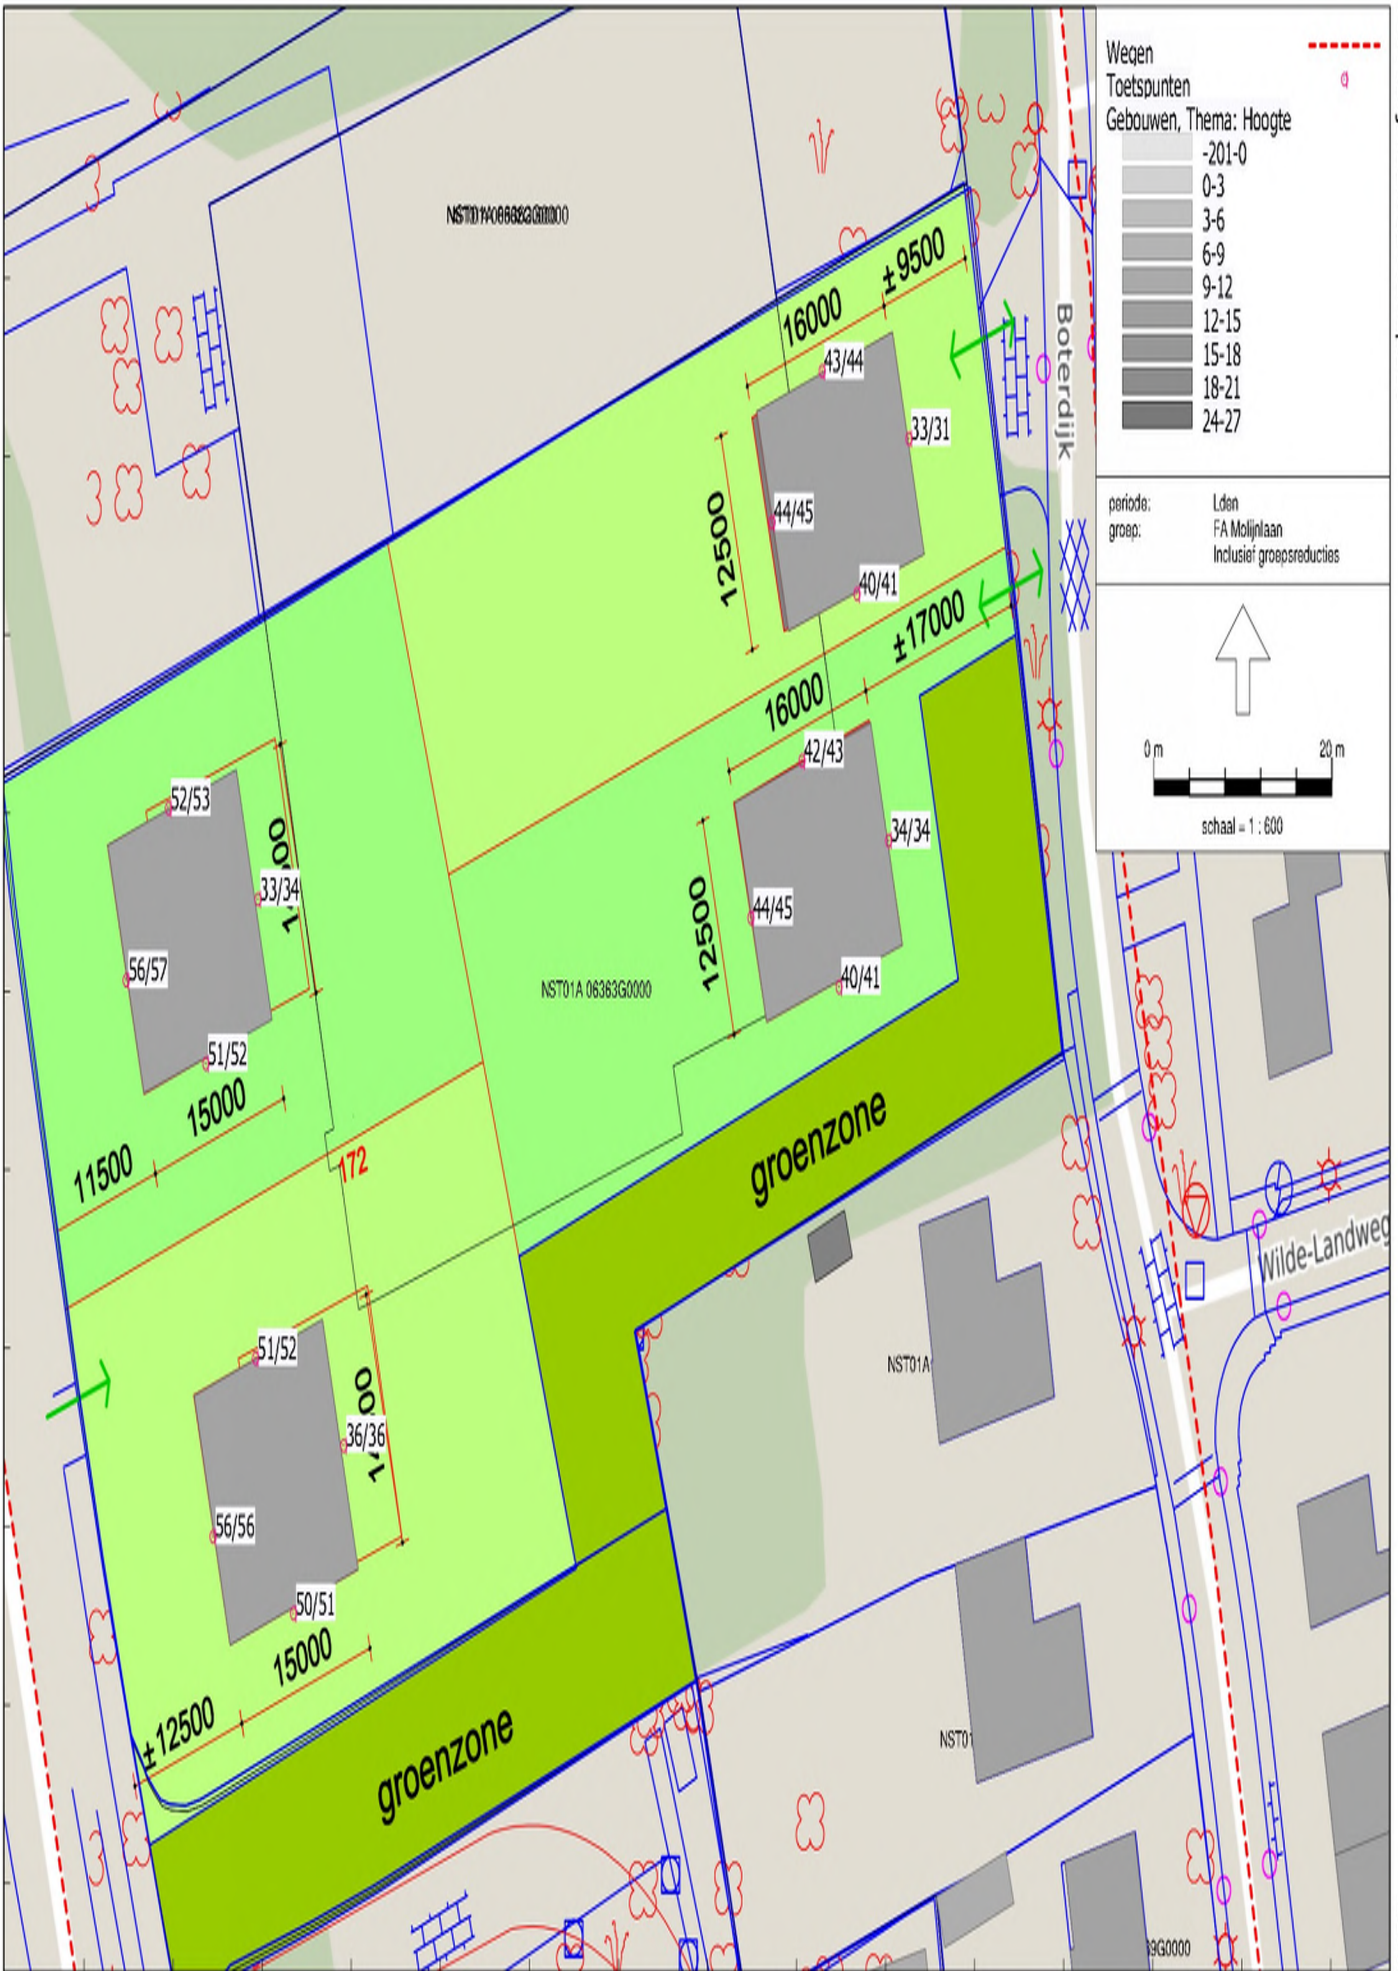 Wegen
Toetspunten
Gebouwen, Thema: Hoogte
-201-0
0-3
3-6
6-9
9-12
12-15
15-18
18-21
24-27
periode: Lden
groep: FA Molijnlaan
Inclusief groepsreducties
0 m 20 m
schaal = 1 : 600
±9500
16000
43/44
33/31
44/45
12500
40/41
Boterdijk
±17000
16000
42/43
34/34
44/45
12500
40/41
NST01A 06363G0000
52/53
33/34
56/57
51/52
15000
11500
172
groenzone
51/52
36/36
56/56
50/51
15000
±12500
groenzone
Wilde-Landweg
NST01A
NST01
9G0000